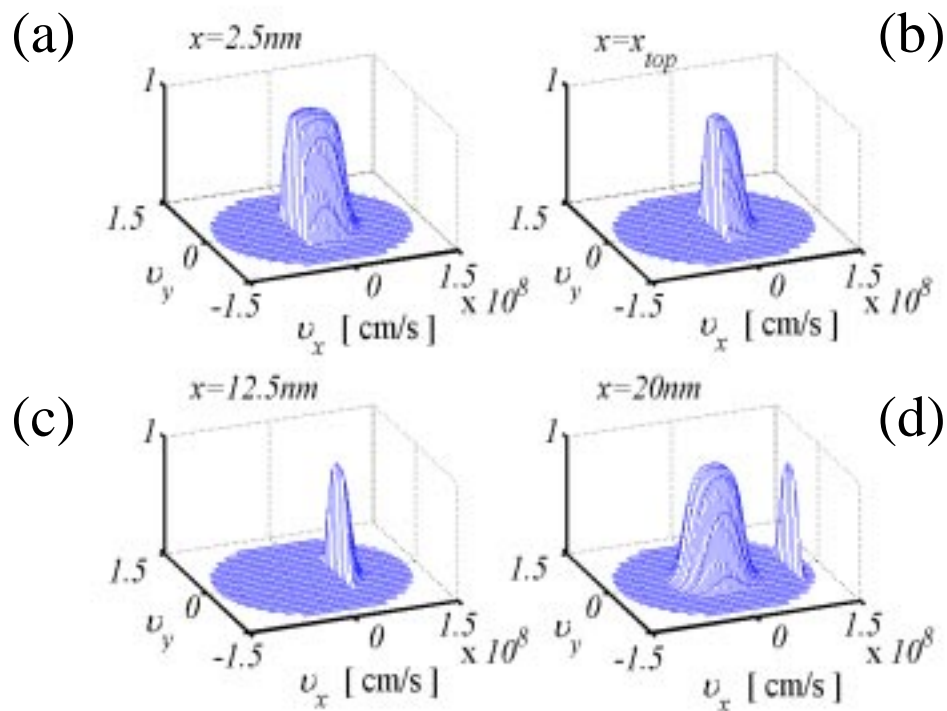 (a)
x=2.5nm
1
1.5
0
-1.5
υ_y
0
1.5
x 10^8
υ_x [ cm/s ]
(b)
x=x_top
1
1.5
0
-1.5
υ_y
0
1.5
x 10^8
υ_x [ cm/s ]
(c)
x=12.5nm
1
1.5
0
-1.5
υ_y
0
1.5
x 10^8
υ_x [ cm/s ]
(d)
x=20nm
1
1.5
0
-1.5
υ_y
0
1.5
x 10^8
υ_x [ cm/s ]